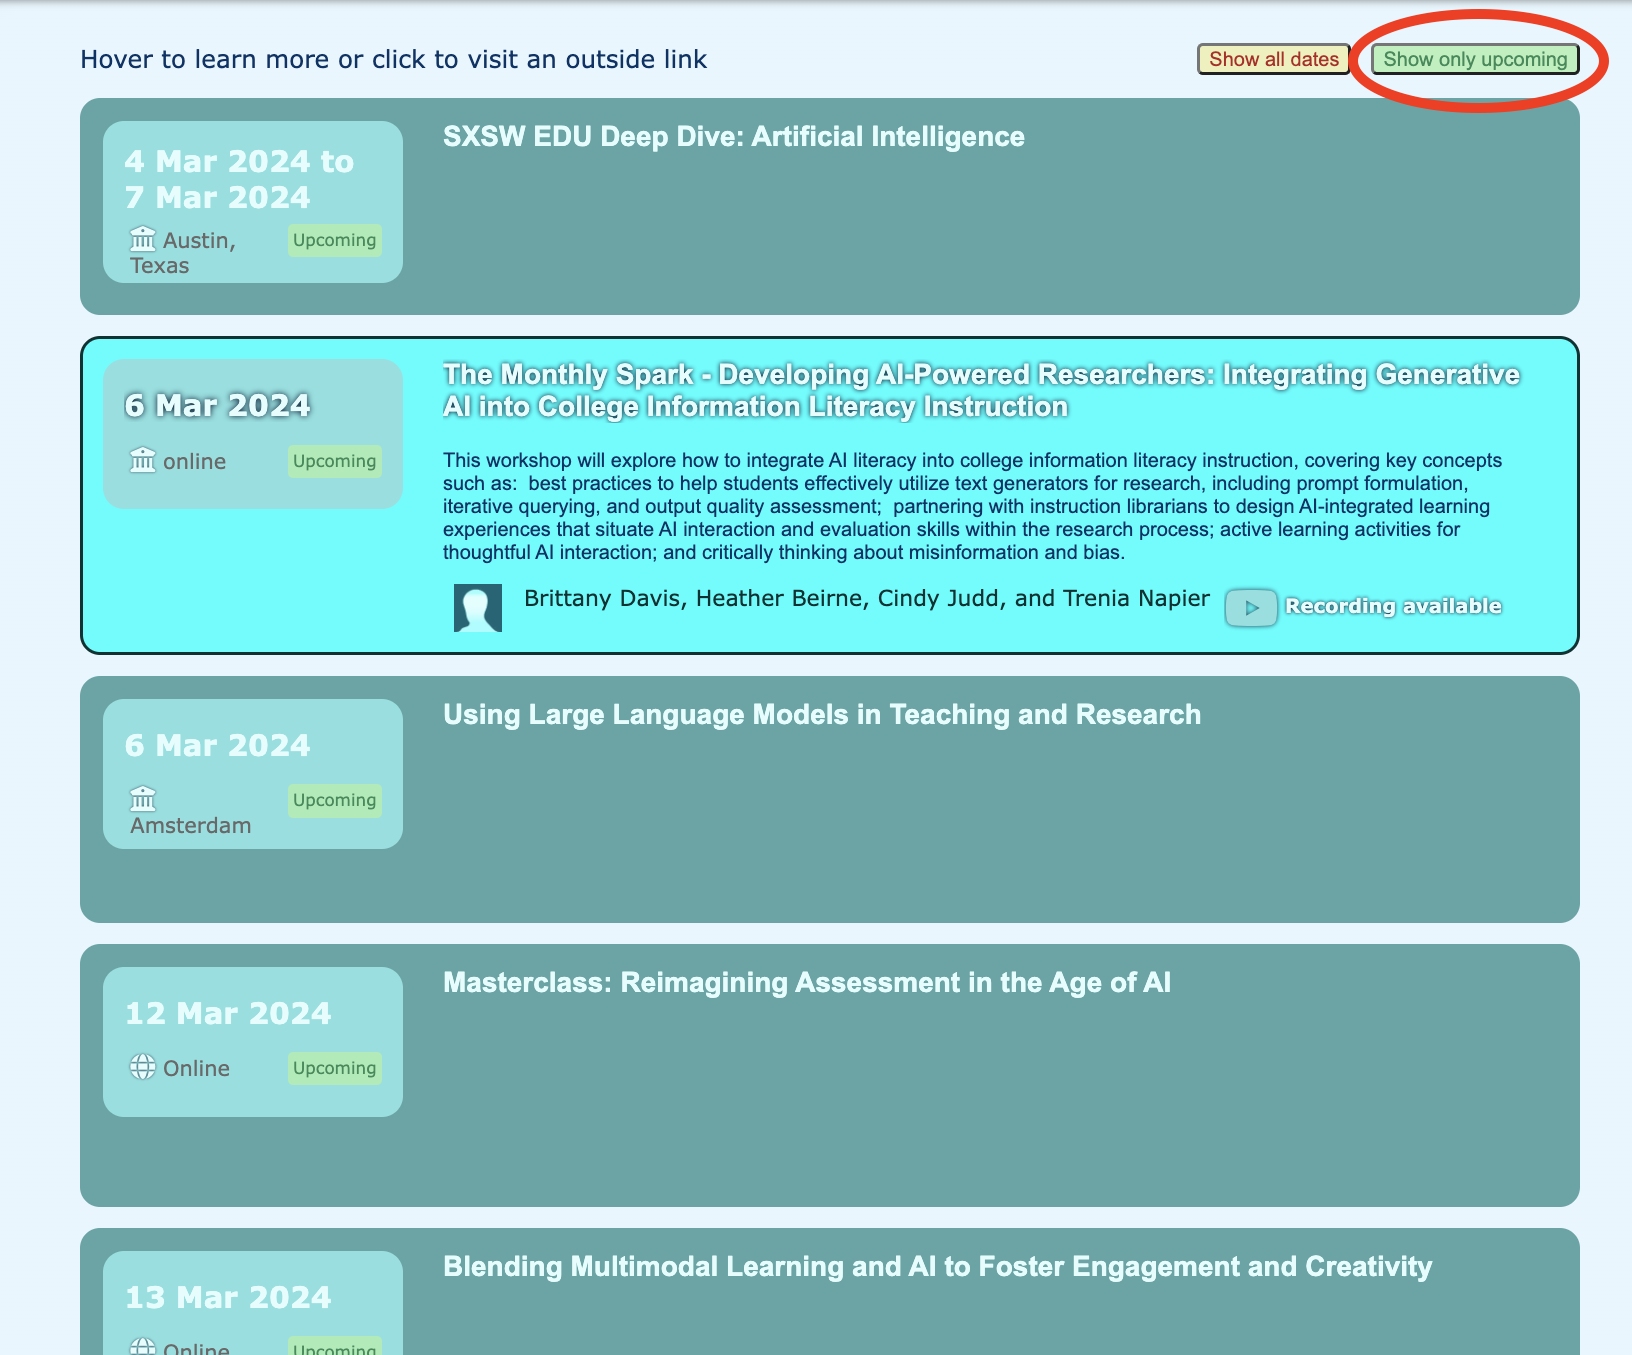 Hover to learn more or click to visit an outside link
Show all dates
Show only upcoming
4 Mar 2024 to
7 Mar 2024
Austin,
Texas
Upcoming
SXSW EDU Deep Dive: Artificial Intelligence
6 Mar 2024
online
Upcoming
The Monthly Spark - Developing AI-Powered Researchers: Integrating Generative
AI into College Information Literacy Instruction
This workshop will explore how to integrate AI literacy into college information literacy instruction, covering key concepts
such as:  best practices to help students effectively utilize text generators for research, including prompt formulation,
iterative querying, and output quality assessment;  partnering with instruction librarians to design AI-integrated learning
experiences that situate AI interaction and evaluation skills within the research process; active learning activities for
thoughtful AI interaction; and critically thinking about misinformation and bias.
Brittany Davis, Heather Beirne, Cindy Judd, and Trenia Napier
Recording available
6 Mar 2024
Amsterdam
Upcoming
Using Large Language Models in Teaching and Research
12 Mar 2024
Online
Upcoming
Masterclass: Reimagining Assessment in the Age of AI
13 Mar 2024
Online
Upcoming
Blending Multimodal Learning and AI to Foster Engagement and Creativity